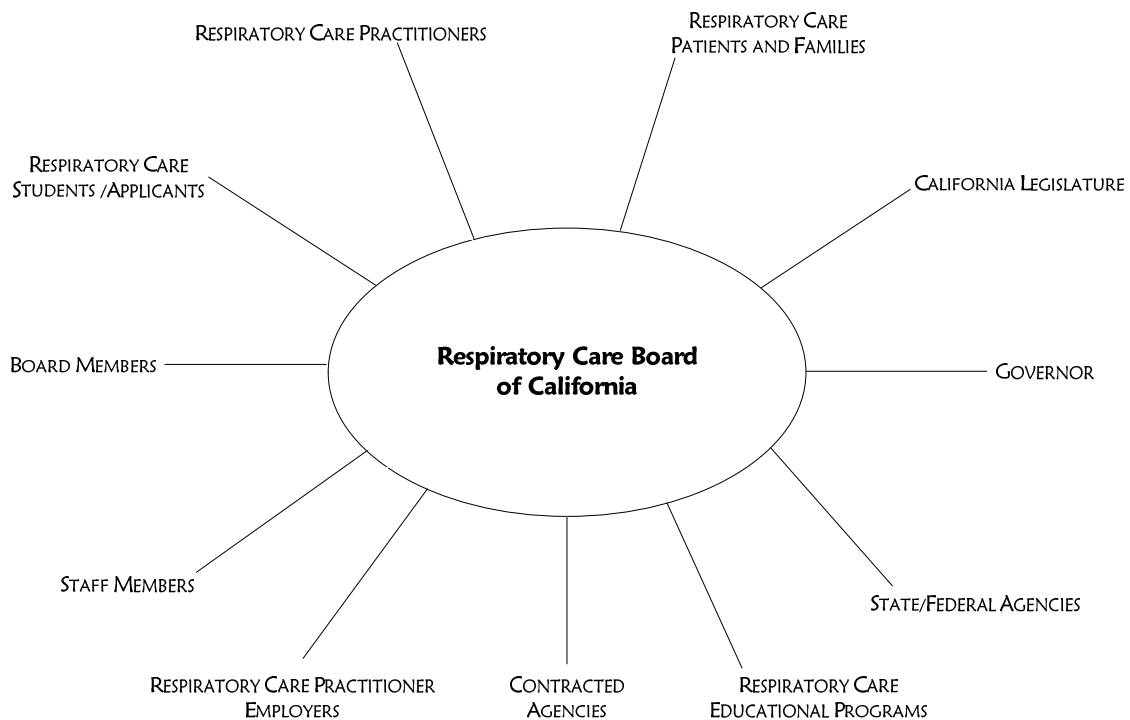 Respiratory Care Practitioners
Respiratory Care
Patients and Families
Respiratory Care
Students /Applicants
California Legislature
Respiratory Care Board
of California
Board Members
Governor
Staff Members
State/Federal Agencies
Respiratory Care Practitioner
Employers
Contracted
Agencies
Respiratory Care
Educational Programs